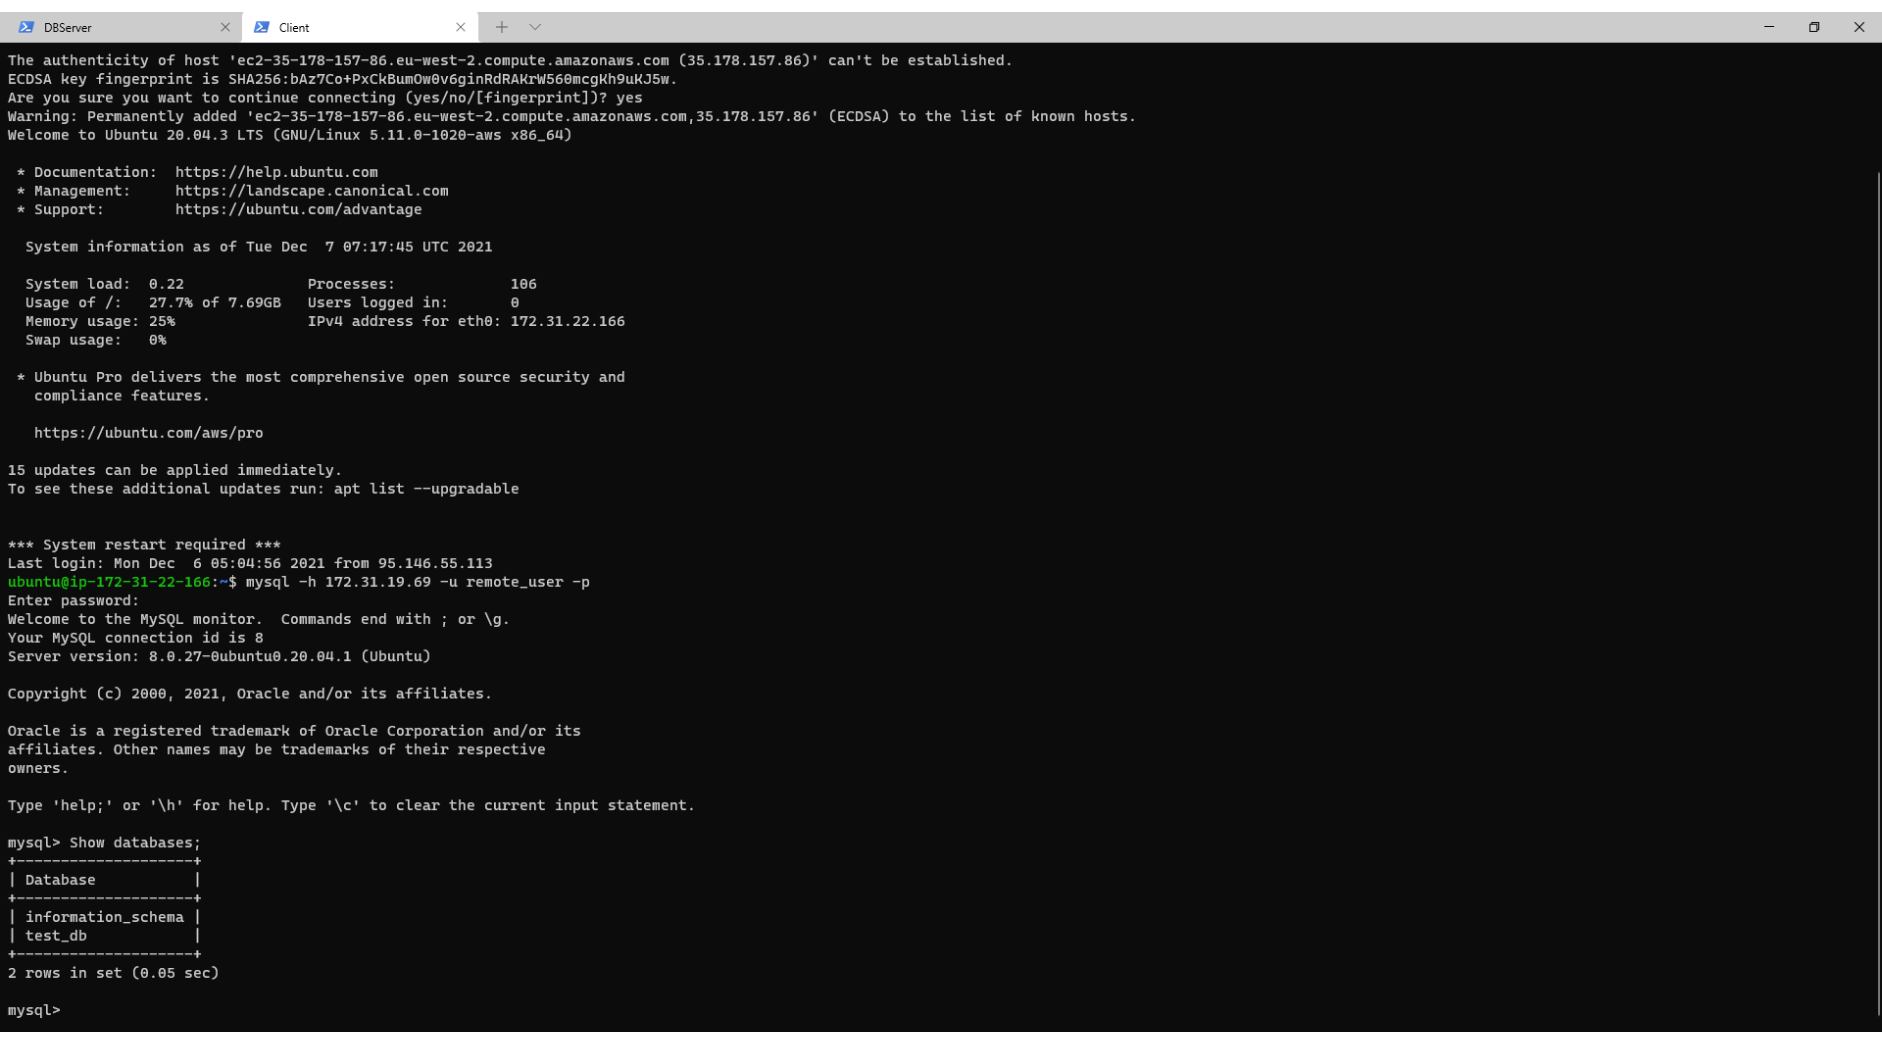 DBServer
Client
The authenticity of host 'ec2-35-178-157-86.eu-west-2.compute.amazonaws.com (35.178.157.86)' can't be established.
ECDSA key fingerprint is SHA256:bAz7Co+PxCkBumOw0v6ginRdRAKrW560mcgKh9uKJ5w.
Are you sure you want to continue connecting (yes/no/[fingerprint])? yes
Warning: Permanently added 'ec2-35-178-157-86.eu-west-2.compute.amazonaws.com,35.178.157.86' (ECDSA) to the list of known hosts.
Welcome to Ubuntu 20.04.3 LTS (GNU/Linux 5.11.0-1020-aws x86_64)
* Documentation:  https://help.ubuntu.com
* Management:     https://landscape.canonical.com
* Support:        https://ubuntu.com/advantage
System information as of Tue Dec  7 07:17:45 UTC 2021
System load:  0.22              Processes:             106
Usage of /:   27.7% of 7.69GB   Users logged in:       0
Memory usage: 25%               IPv4 address for eth0: 172.31.22.166
Swap usage:   0%
* Ubuntu Pro delivers the most comprehensive open source security and
compliance features.
https://ubuntu.com/aws/pro
15 updates can be applied immediately.
To see these additional updates run: apt list --upgradable
*** System restart required ***
Last login: Mon Dec  6 05:04:56 2021 from 95.146.55.113
ubuntu@ip-172-31-22-166:~$ mysql -h 172.31.19.69 -u remote_user -p
Enter password:
Welcome to the MySQL monitor.  Commands end with ; or \g.
Your MySQL connection id is 8
Server version: 8.0.27-0ubuntu0.20.04.1 (Ubuntu)
Copyright (c) 2000, 2021, Oracle and/or its affiliates.
Oracle is a registered trademark of Oracle Corporation and/or its
affiliates. Other names may be trademarks of their respective
owners.
Type 'help;' or '\h' for help. Type '\c' to clear the current input statement.
mysql> Show databases;
+--------------------+
| Database           |
+--------------------+
| information_schema |
| test_db            |
+--------------------+
2 rows in set (0.05 sec)
mysql>